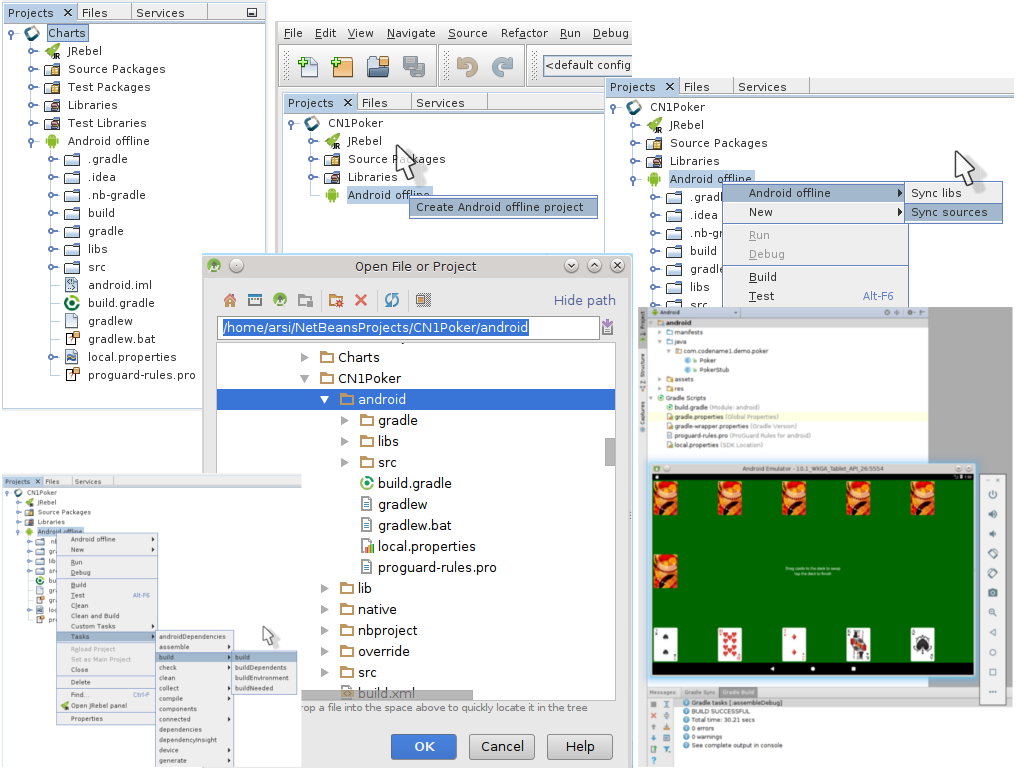 Projects Files Services
Charts
JRebel
Source Packages
Test Packages
Libraries
Test Libraries
Android offline
.gradle
.idea
.nb-gradle
build
gradle
libs
src
android.iml
build.gradle
gradlew
gradlew.bat
local.properties
proguard-rules.pro
File Edit View Navigate Source Refactor Run Debug
<default config
Projects Files Services
CN1Poker
JRebel
Source Packages
Libraries
Android offline
Create Android offline project
Projects Files Services
CN1Poker
JRebel
Source Packages
Libraries
Android offline
.gradl
.idea
.nb-gr
build
gradle
libs
src
Android offline
New
Run
Debug
Build
Test Alt-F6
Sync libs
Sync sources
Open File or Project
Hide path
/home/arsi/NetBeansProjects/CN1Poker/android
Charts
CN1Poker
android
gradle
libs
src
build.gradle
gradlew
gradlew.bat
local.properties
proguard-rules.pro
lib
native
nbproject
override
src
build.xml
rop a file into the space above to quickly locate it in the tree
OK Cancel Help
Projects Files Services
CN1Poker
JRebel
Source Packages
Libraries
Android offline
Android offline
New
Run
Debug
Build
Test Alt-F6
Clean
Clean and Build
Custom Tasks
Tasks
Reload Project
Set as Main Project
Close
Delete
Find... Ctrl-F
Open JRebel panel
Properties
androidDependencies
assemble
build
check
clean
collect
compile
components
connected
dependencies
dependencyInsight
device
generate
build
buildDependents
buildEnvironment
buildNeeded
Android
android
manifests
java
com.codename1.demo.poker
Poker
PokerStub
assets
res
Gradle Scripts
build.gradle (Module: android)
gradle.properties (Global Properties)
gradle-wrapper.properties (Gradle Version)
proguard-rules.pro (ProGuard Rules for android)
local.properties (SDK Location)
1: Project
7: Structure
Captures
Android Emulator - 10.1_WXGA_Tablet_API_26:5554
Drag cards to the deck to swap
tap the deck to finish
Messages: Gradle Sync Gradle Build
Gradle tasks [:assembleDebug]
BUILD SUCCESSFUL
Total time: 30.21 secs
0 errors
0 warnings
See complete output in console